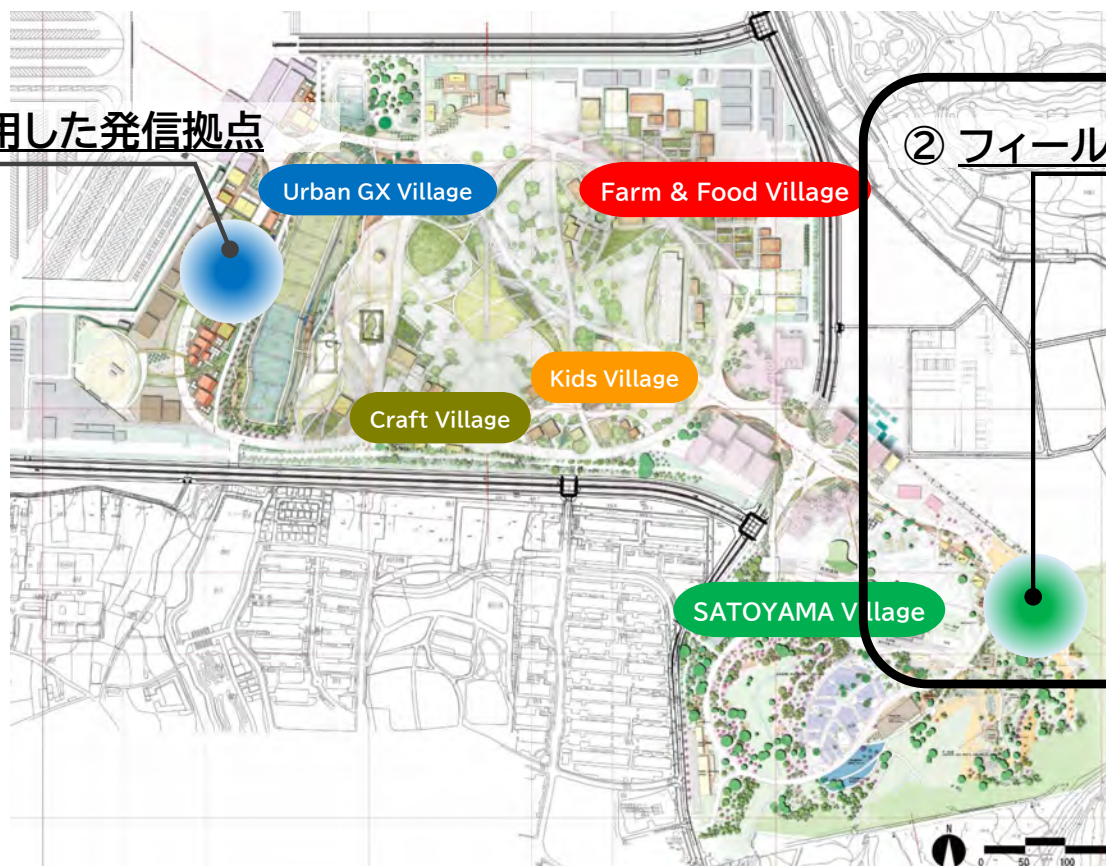 用した発信拠点
② フィール
Urban GX Village
Farm & Food Village
Kids Village
Craft Village
SATOYAMA Village
N
0 50 100